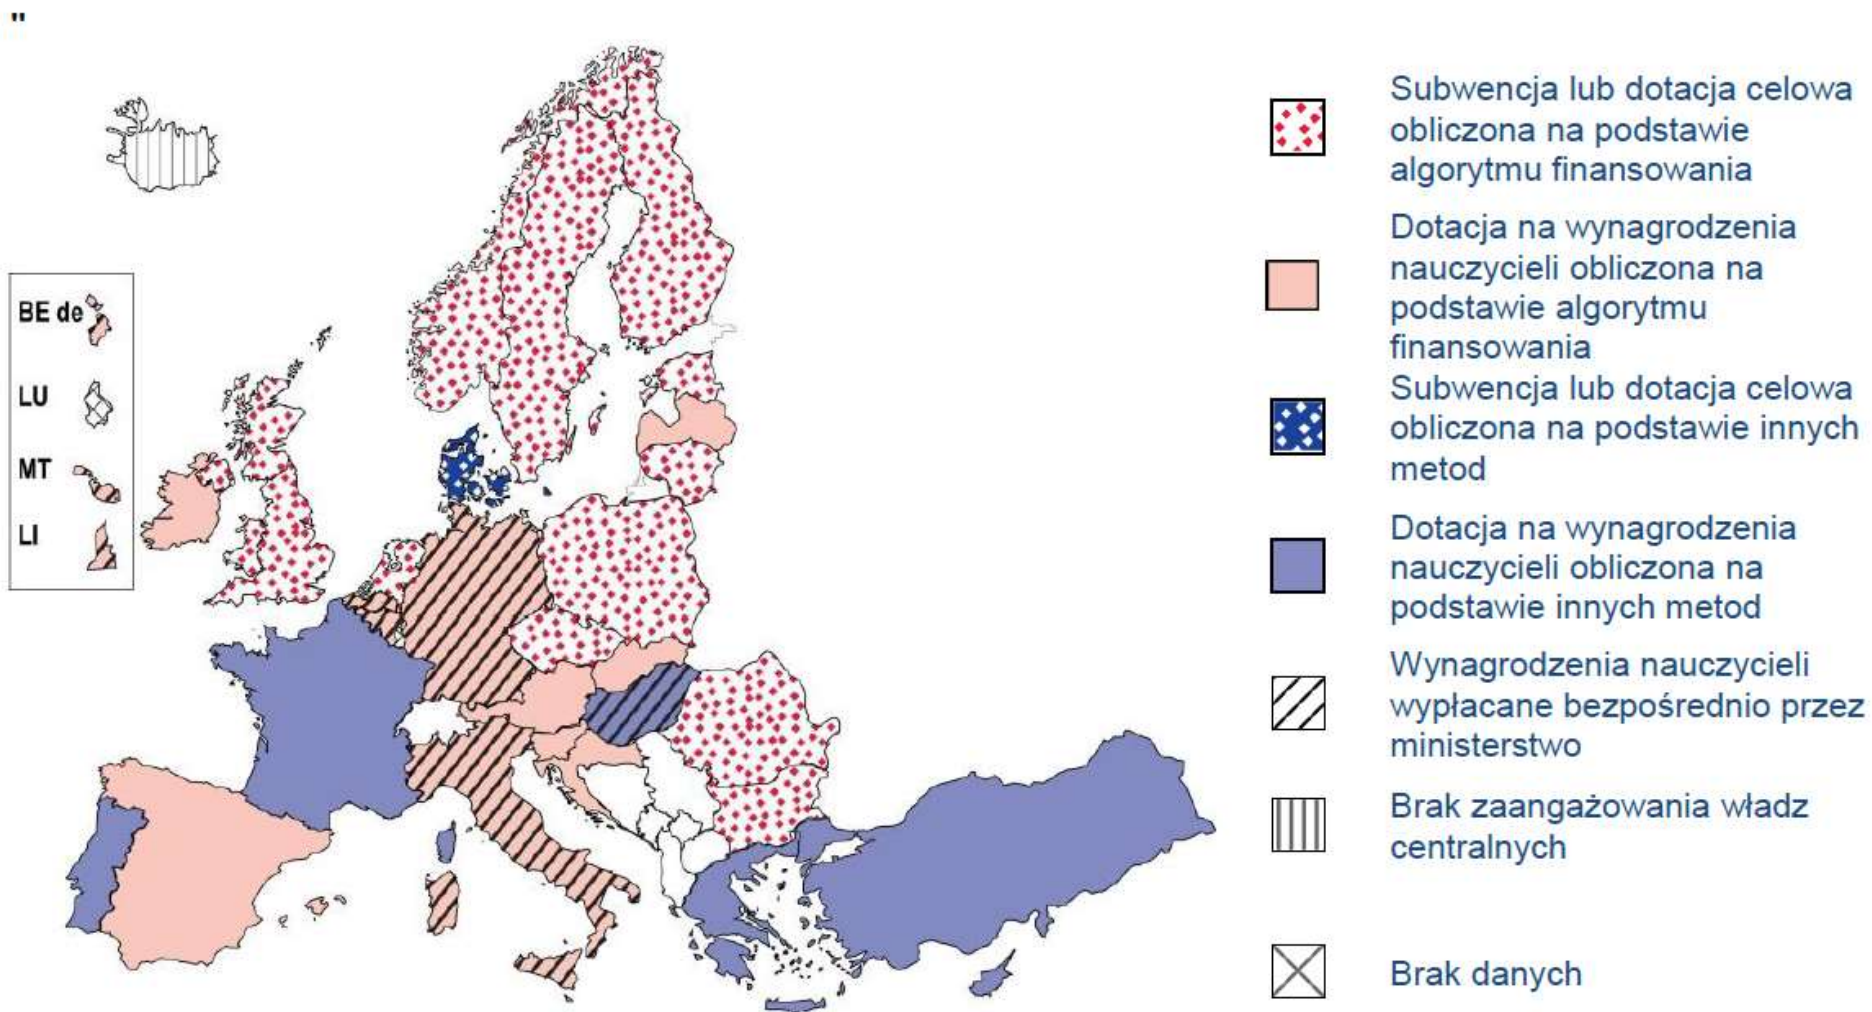 "
BE de
LU
MT
LI
Subwencja lub dotacja celowa
obliczona na podstawie
algorytmu finansowania
Dotacja na wynagrodzenia
nauczycieli obliczona na
podstawie algorytmu
finansowania
Subwencja lub dotacja celowa
obliczona na podstawie innych
metod
Dotacja na wynagrodzenia
nauczycieli obliczona na
podstawie innych metod
Wynagrodzenia nauczycieli
wypłacane bezpośrednio przez
ministerstwo
Brak zaangażowania władz
centralnych
Brak danych